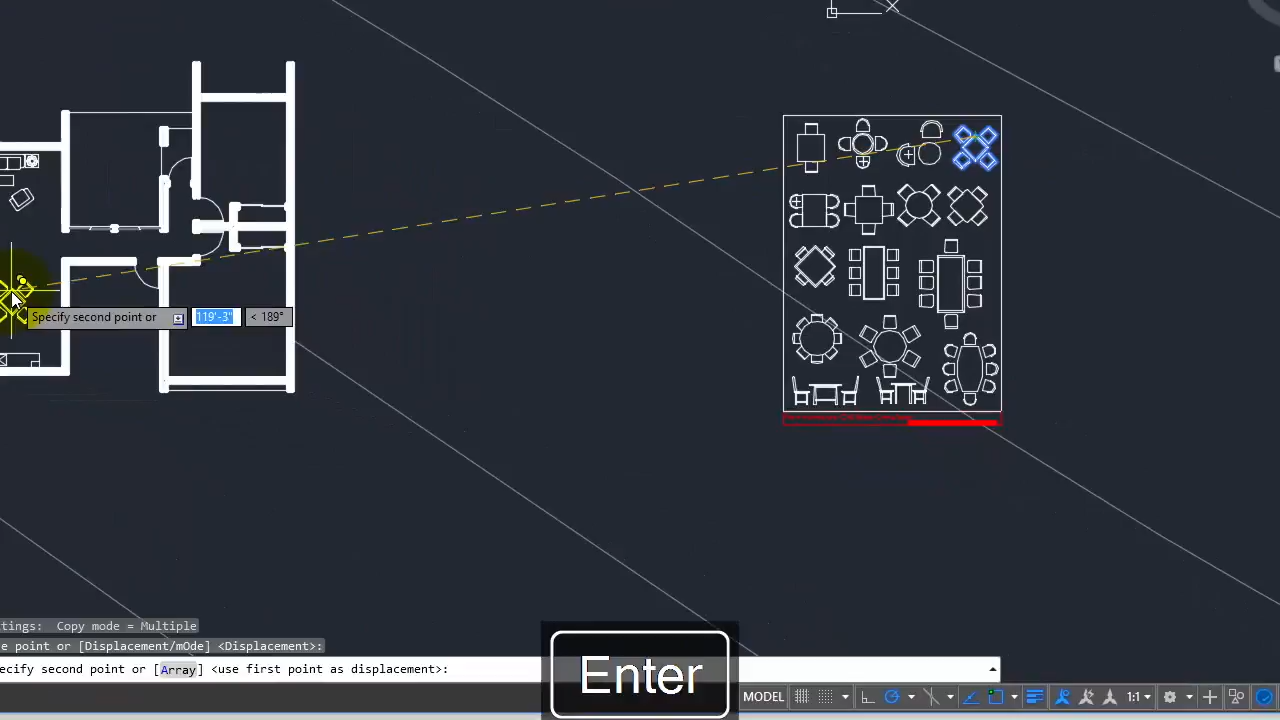 Specify second point or 119'-3" < 189°
ttings: Copy mode = Multiple
e point or [Displacement/mOde] <Displacement>:
ecify second point or [Array] <use first point as displacement>:
Enter
MODEL
1:1